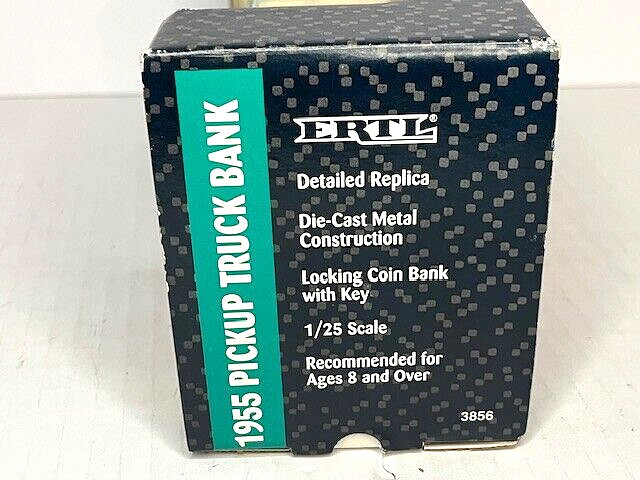 1955 PICKUP TRUCK BANK
ERTL®
Detailed Replica
Die-Cast Metal
Construction
Locking Coin Bank
with Key
1/25 Scale
Recommended for
Ages 8 and Over
3856